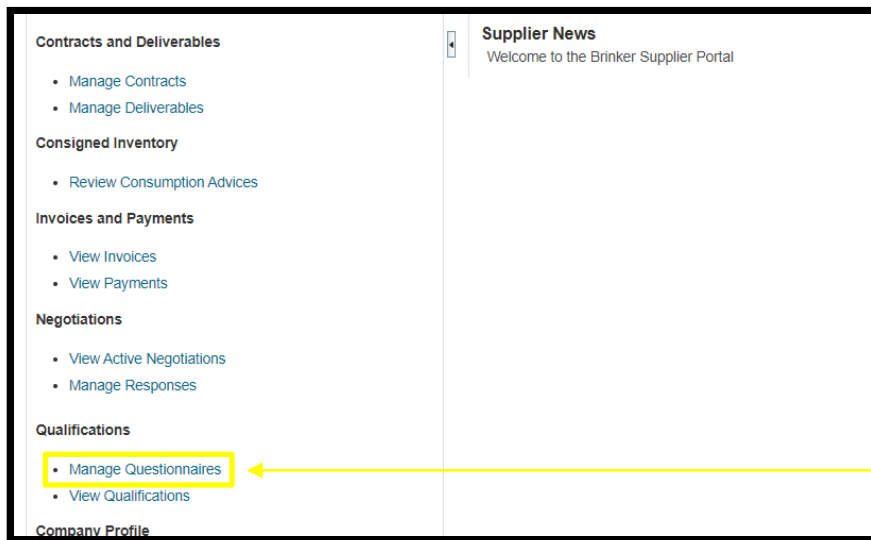 Contracts and Deliverables
Manage Contracts
Manage Deliverables
Consigned Inventory
Review Consumption Advices
Invoices and Payments
View Invoices
View Payments
Negotiations
View Active Negotiations
Manage Responses
Qualifications
Manage Questionnaires
View Qualifications
Company Profile
Supplier News
Welcome to the Brinker Supplier Portal